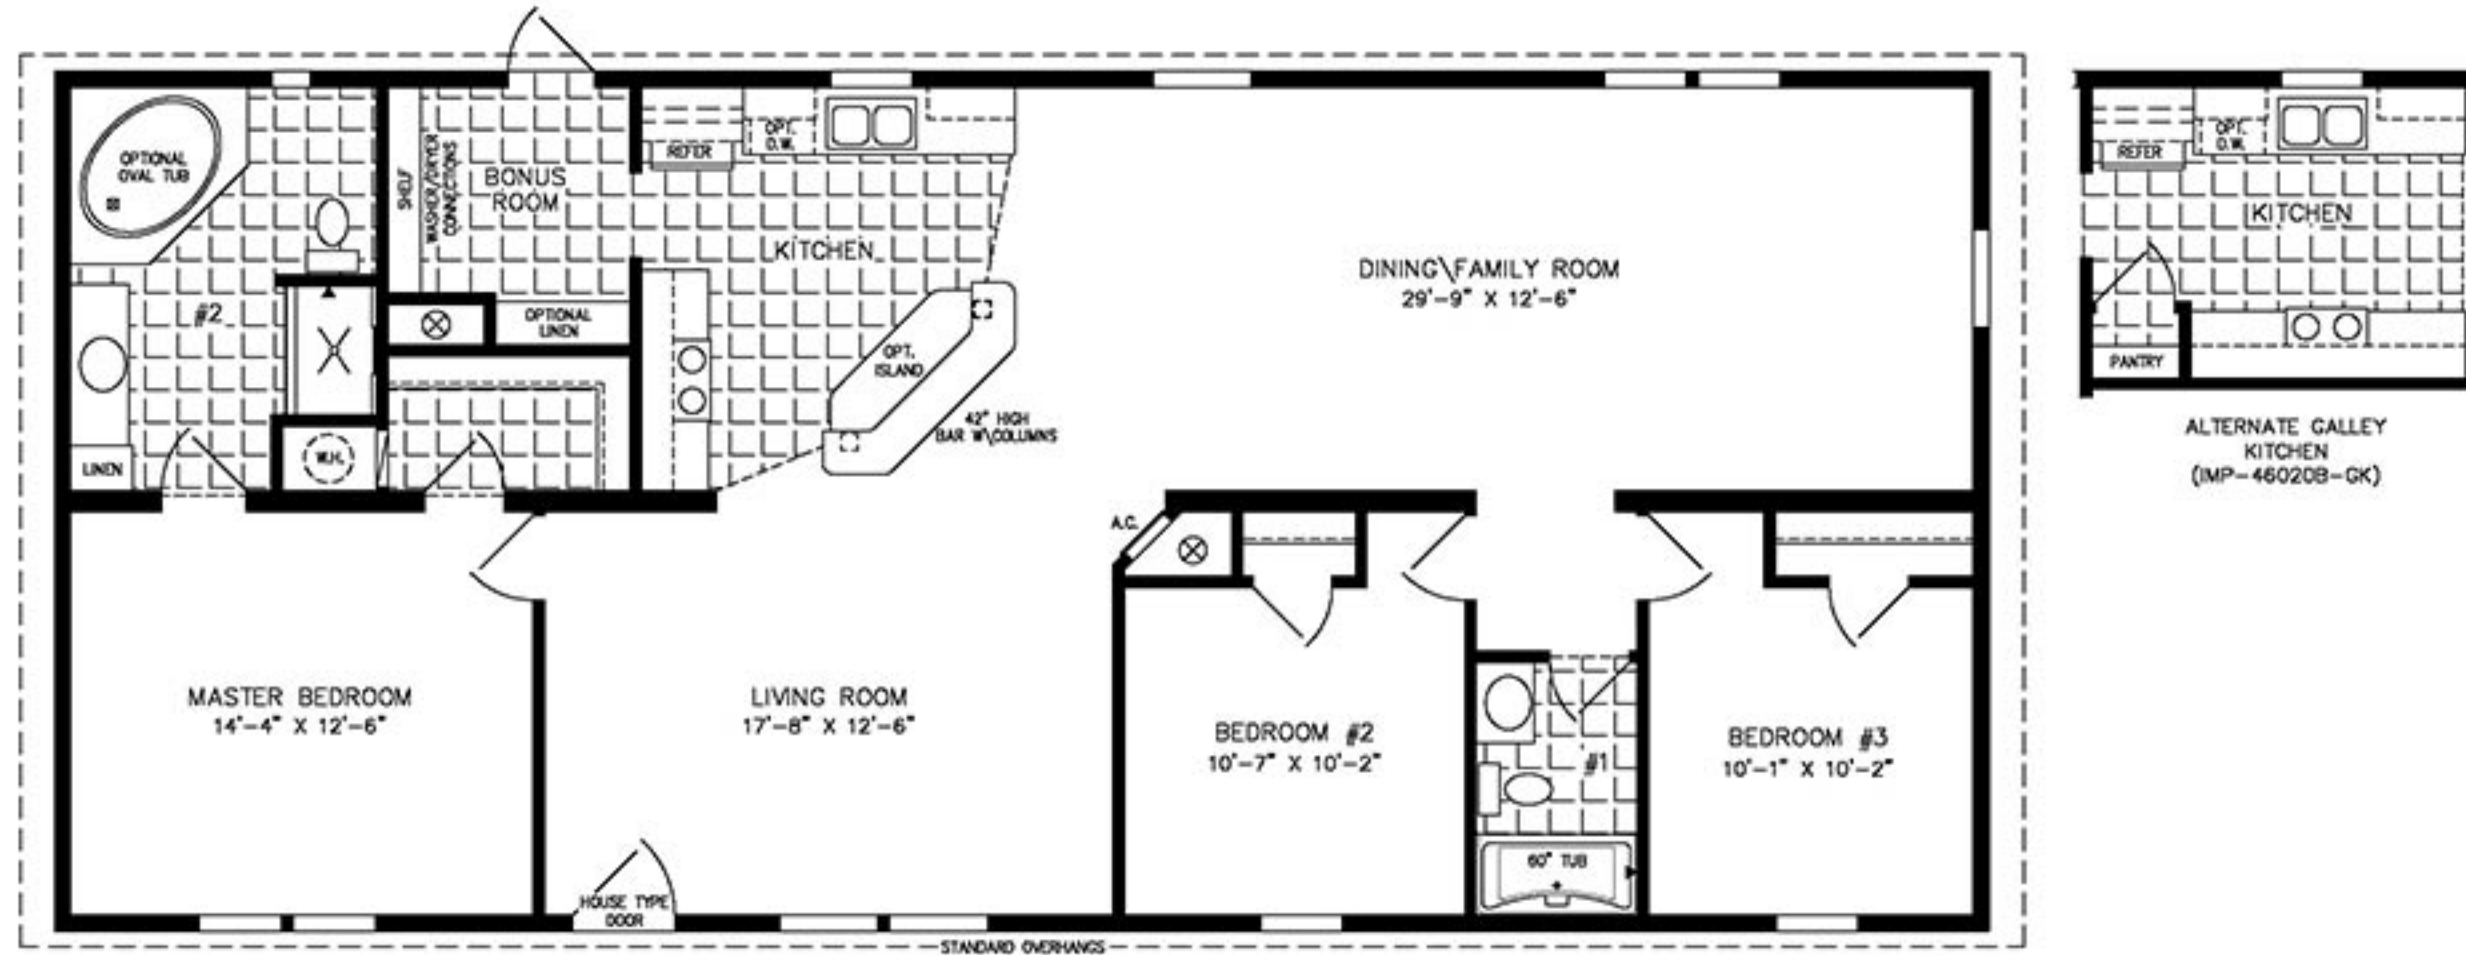 OPTIONAL
OVAL TUB
#2
LINEN
W.H.
SHELF
WASHER/DRYER
CONNECTIONS
BONUS
ROOM
OPTIONAL
LINEN
REFER
OPT.
D.W.
KITCHEN
OPT.
ISLAND
42" HIGH
BAR W\COLUMNS
DINING\FAMILY ROOM
29'-9" X 12'-6"
MASTER BEDROOM
14'-4" X 12'-6"
LIVING ROOM
17'-8" X 12'-6"
HOUSE TYPE
DOOR
A.C.
BEDROOM #2
10'-7" X 10'-2"
#1
60" TUB
BEDROOM #3
10'-1" X 10'-2"
STANDARD OVERHANGS
OPT.
D.W.
REFER
KITCHEN
PANTRY
ALTERNATE GALLEY
KITCHEN
(IMP-46020B-GK)